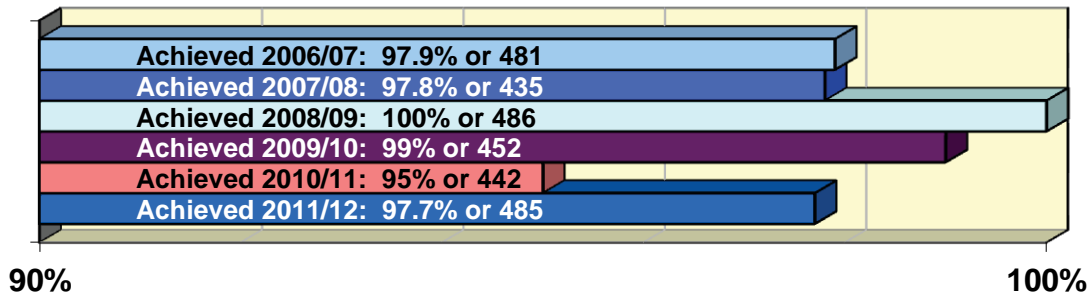 Achieved 2006/07: 97.9% or 481
Achieved 2007/08: 97.8% or 435
Achieved 2008/09: 100% or 486
Achieved 2009/10: 99% or 452
Achieved 2010/11: 95% or 442
Achieved 2011/12: 97.7% or 485
90% 100%